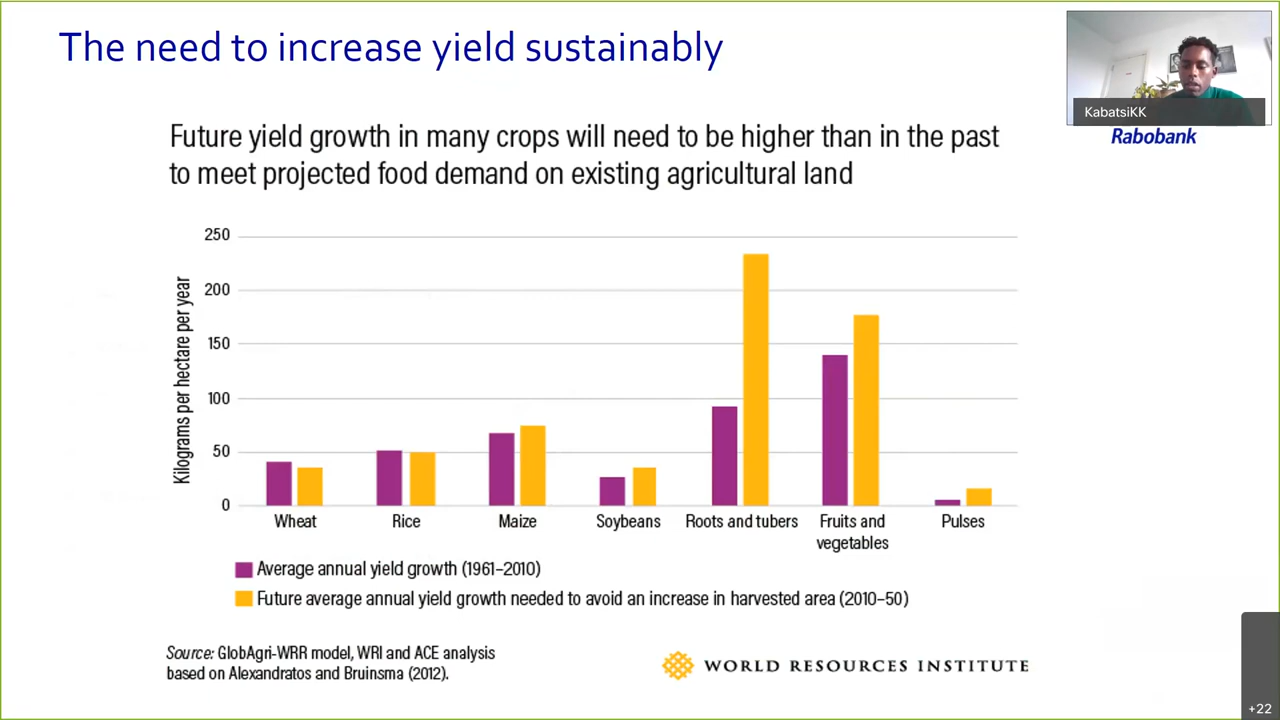 The need to increase yield sustainably
KabatsiKK
Rabobank
Future yield growth in many crops will need to be higher than in the past
to meet projected food demand on existing agricultural land
Kilograms per hectare per year
250
200
150
100
50
0
Wheat
Rice
Maize
Soybeans
Roots and tubers
Fruits and
vegetables
Pulses
Average annual yield growth (1961–2010)
Future average annual yield growth needed to avoid an increase in harvested area (2010–50)
Source: GlobAgri-WRR model, WRI and ACE analysis
based on Alexandratos and Bruinsma (2012).
WORLD RESOURCES INSTITUTE
+22